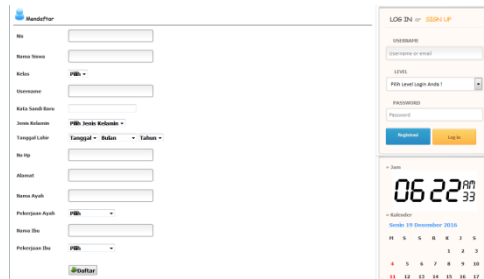 Mendaftar
No
Nama Siswa
Kelas
Pilih
Username
Kata Sandi Baru
Jenis Kelamin
Pilih Jenis Kelamin
Tanggal Lahir
Tanggal Bulan Tahun
No Hp
Alamat
Nama Ayah
Pekerjaan Ayah
Pilih
Nama Ibu
Pekerjaan Ibu
Pilih
Daftar
LOG IN or SIGN UP
USERNAME
Username or email
LEVEL
Pilih Level Login Anda !
PASSWORD
Password
Registrasi
Log in
Jam
06:22 AM 33
Kalender
Senin 19 Desember 2016
M S S R K J S
1 2 3
4 5 6 7 8 9 10
11 12 13 14 15 16 17